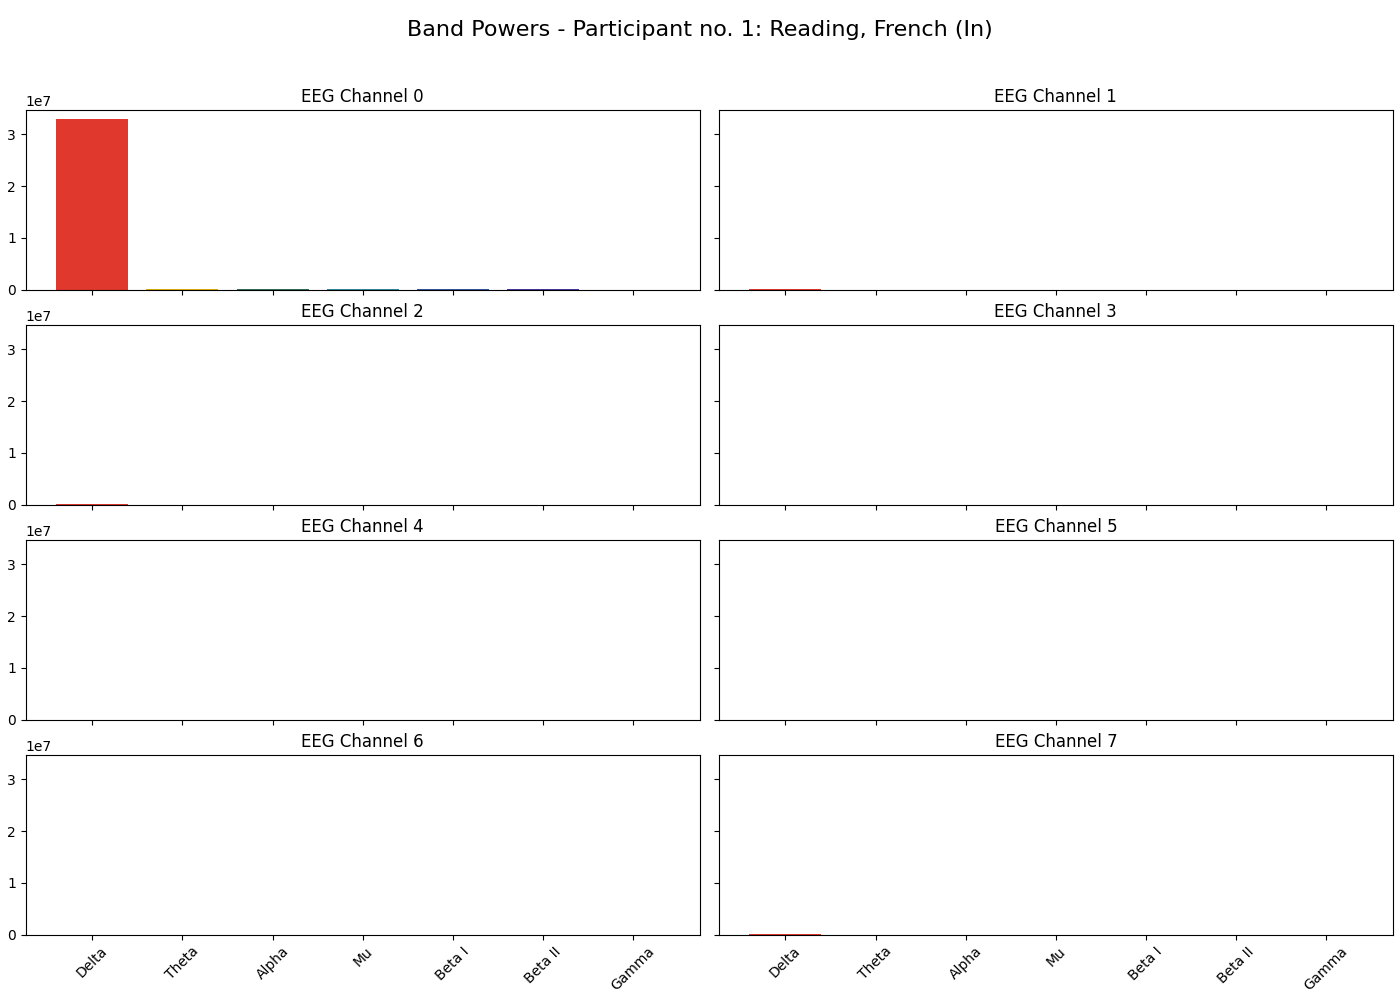 Band Powers - Participant no. 1: Reading, French (In)
EEG Channel 0
EEG Channel 1
1e7
3
2
1
0
EEG Channel 2
EEG Channel 3
1e7
3
2
1
0
EEG Channel 4
EEG Channel 5
1e7
3
2
1
0
EEG Channel 6
EEG Channel 7
1e7
3
2
1
0
Delta Theta Alpha Mu Beta I Beta II Gamma
Delta Theta Alpha Mu Beta I Beta II Gamma